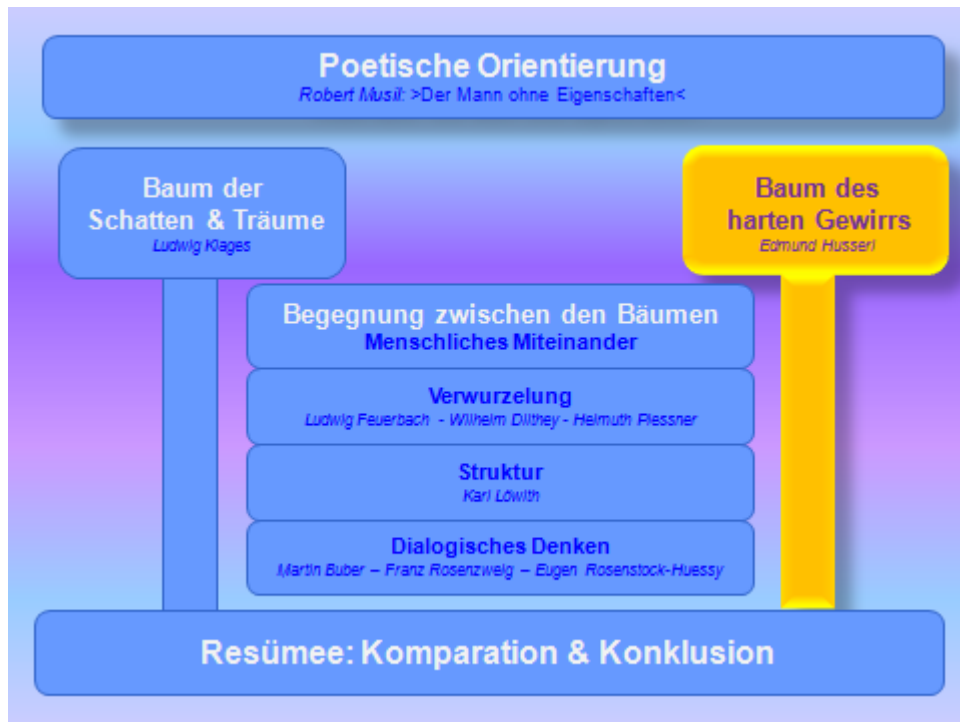 Poetische Orientierung
Robert Musil: >Der Mann ohne Eigenschaften<
Baum der
Schatten & Träume
Ludwig Klages
Baum des
harten Gewirrs
Edmund Husserl
Begegnung zwischen den Bäumen
Menschliches Miteinander
Verwurzelung
Ludwig Feuerbach - Wilhelm Dilthey - Helmuth Plessner
Struktur
Karl Löwith
Dialogisches Denken
Martin Buber – Franz Rosenzweig – Eugen Rosenstock-Huessy
Resümee: Komparation & Konklusion